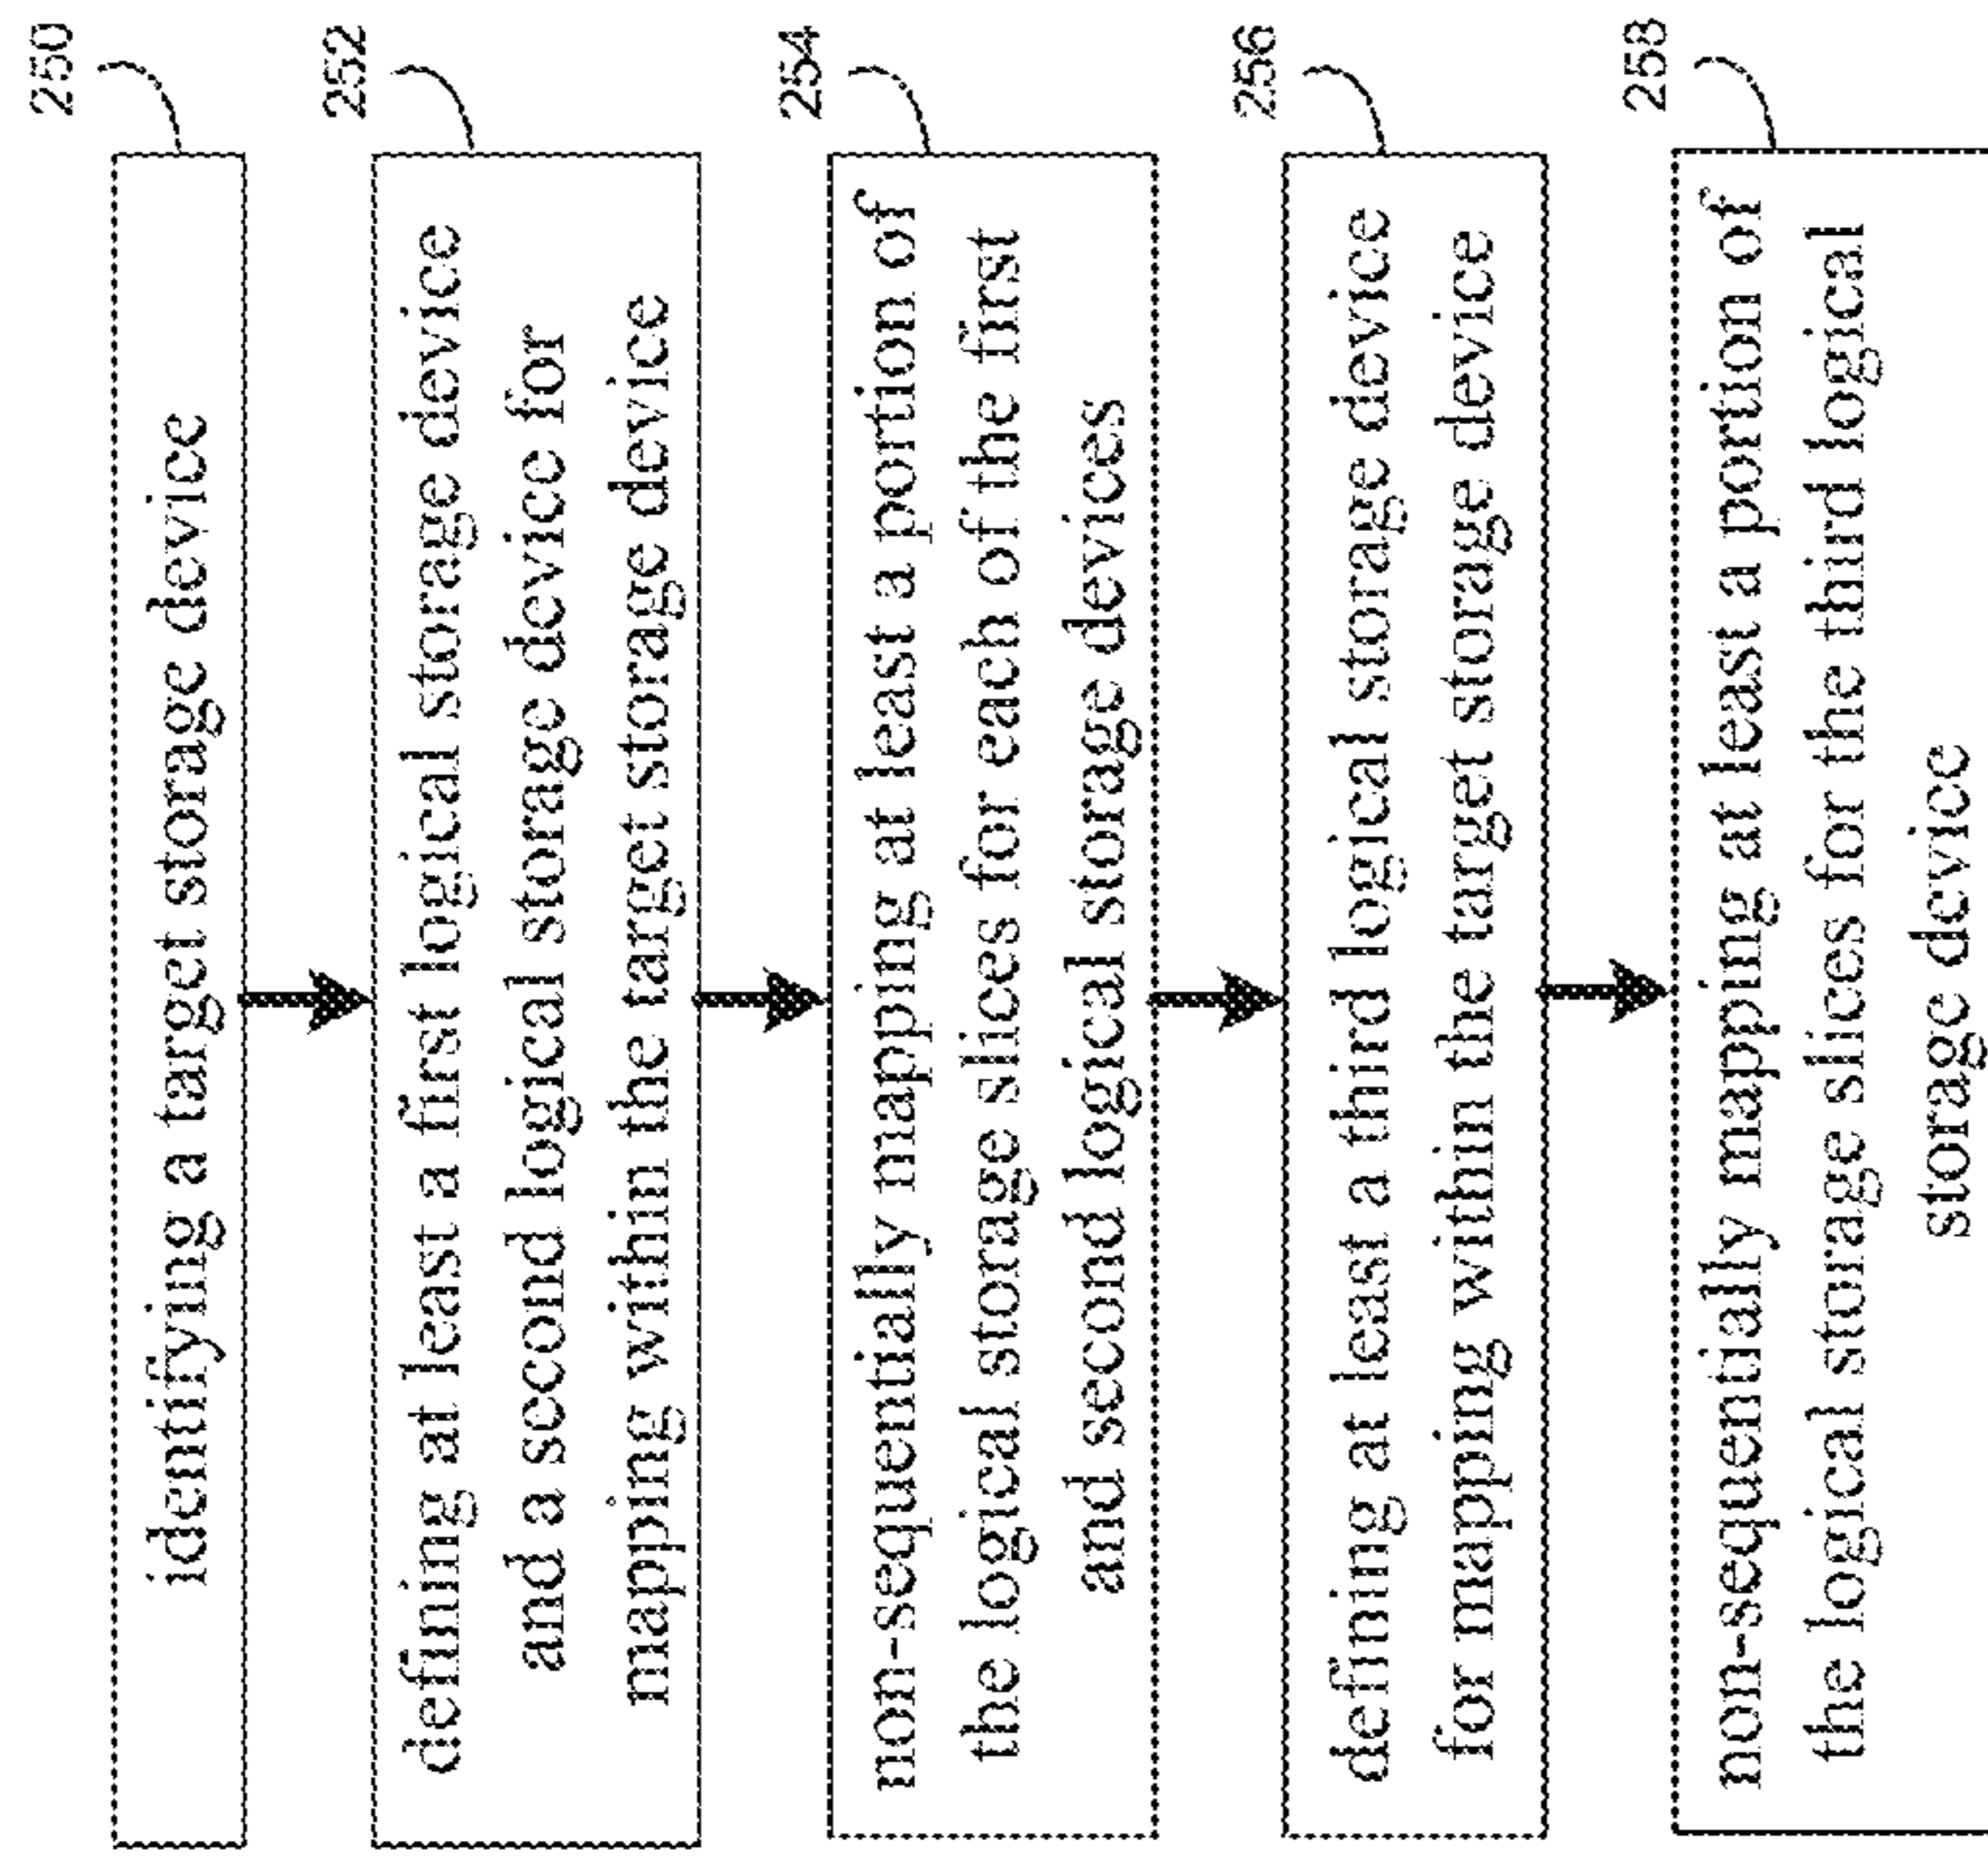 250
identifying a target storage device
252
defining at least a first logical storage device
and a second logical storage device for
mapping within the target storage device
254
non-sequentially mapping at least a portion of
the logical storage slices for each of the first
and second logical storage devices
256
defining at least a third logical storage device
for mapping within the target storage device
258
non-sequentially mapping at least a portion of
the logical storage slices for the third logical
storage device